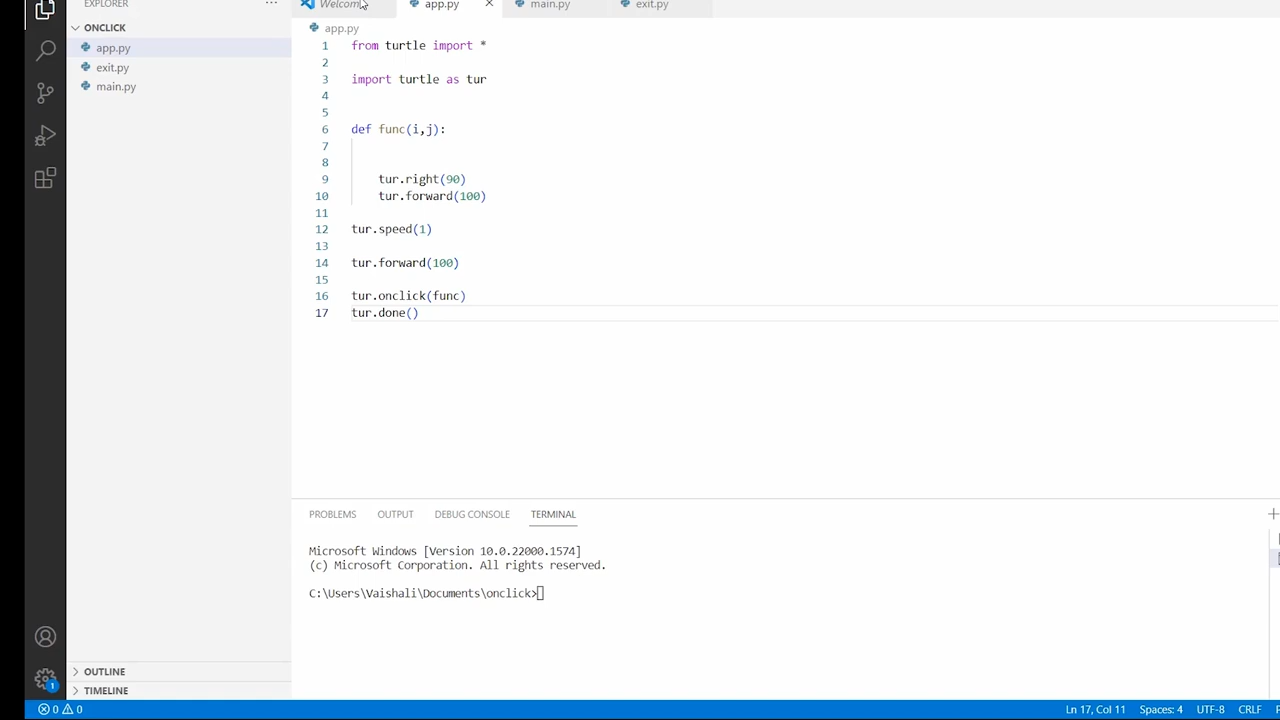 EXPLORER ...
Welcom app.py × main.py exit.py
ONCLICK
app.py
exit.py
main.py
app.py
1 from turtle import *
2
3 import turtle as tur
4
5
6 def func(i,j):
7
8
9 tur.right(90)
10 tur.forward(100)
11
12 tur.speed(1)
13
14 tur.forward(100)
15
16 tur.onclick(func)
17 tur.done()
PROBLEMS OUTPUT DEBUG CONSOLE TERMINAL
Microsoft Windows [Version 10.0.22000.1574]
(c) Microsoft Corporation. All rights reserved.
C:\Users\Vaishali\Documents\onclick>
OUTLINE
TIMELINE
1
0 0 Ln 17, Col 11 Spaces: 4 UTF-8 CRLF